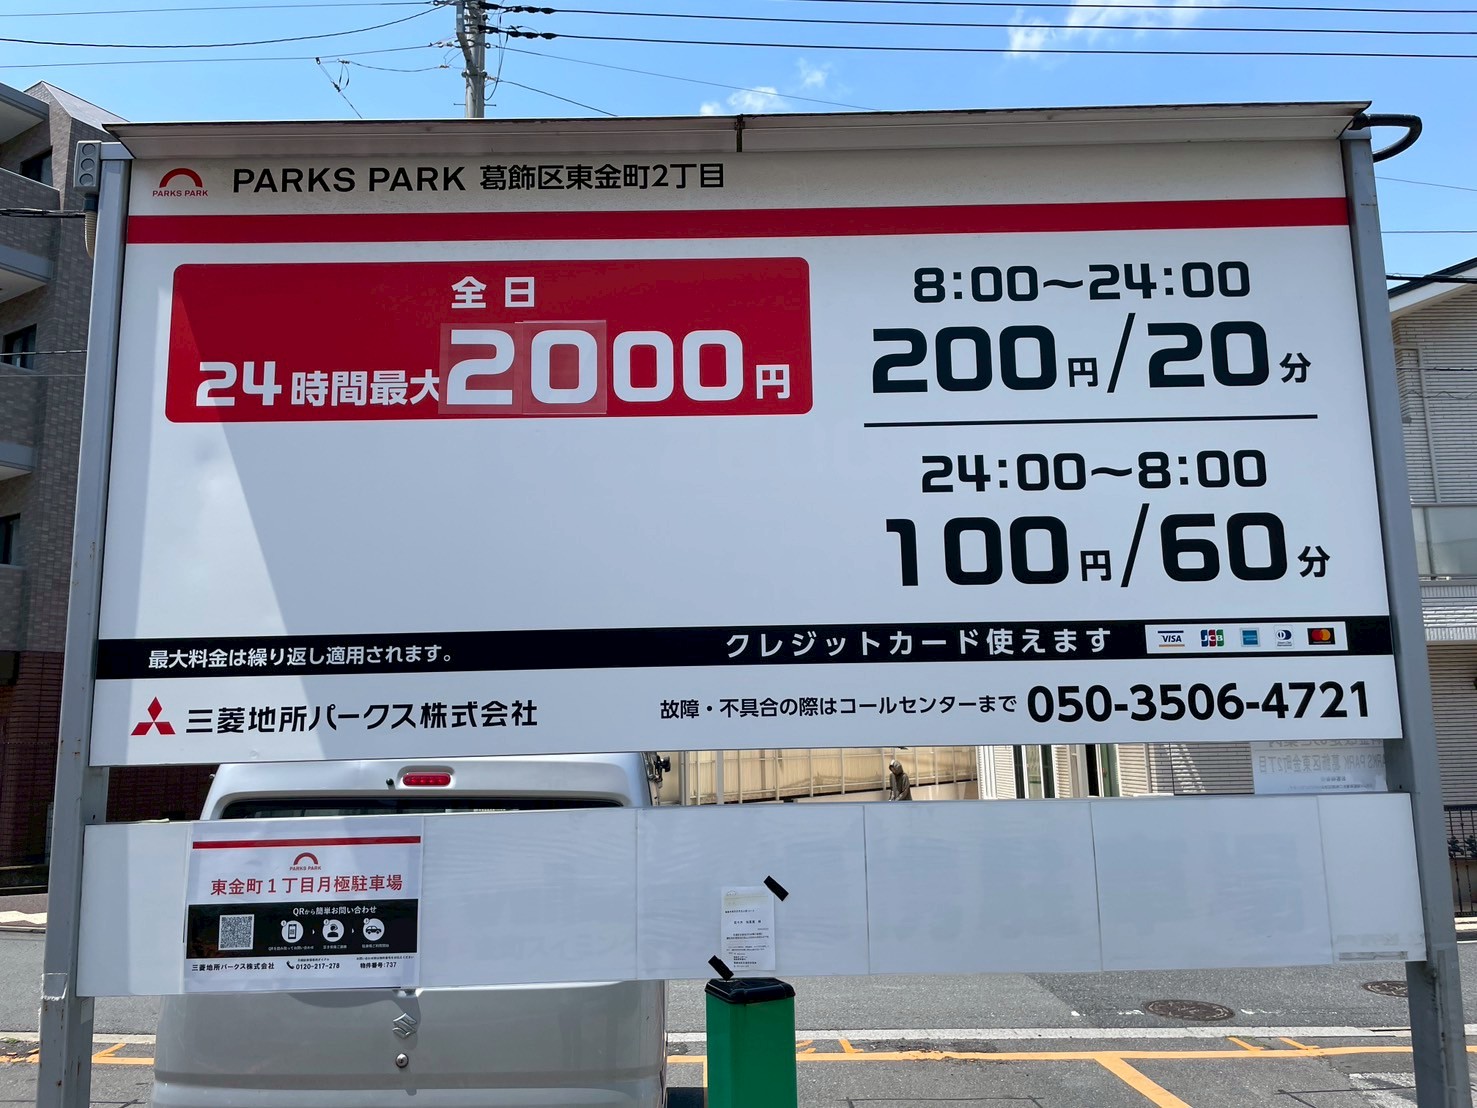 PARKS PARK
PARKS PARK 葛飾区東金町2丁目
全日
24時間最大2000円
8:00～24:00
200円/20分
24:00～8:00
100円/60分
最大料金は繰り返し適用されます。
クレジットカード使えます
VISA
JCB
三菱地所パークス株式会社
故障・不具合の際はコールセンターまで 050-3506-4721
PARKS PARK
東金町1丁目月極駐車場
QRから簡単お問い合わせ
三菱地所パークス株式会社
0120-217-278
物件番号:737